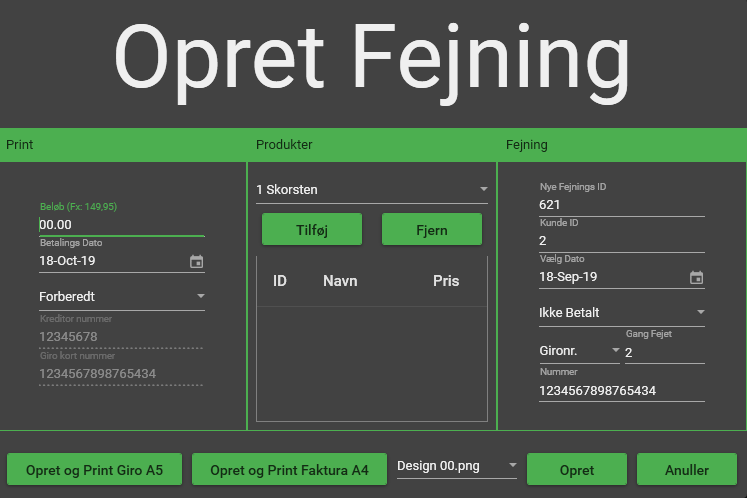 Opret Fejning
Print
Beløb (Fx: 149,95)
00.00
Betalings Dato
18-Oct-19
Forberedt
Kreditor nummer
12345678
Giro kort nummer
1234567898765434
Produkter
1 Skorsten
Tilføj Fjern
ID Navn Pris
Fejning
Nye Fejnings ID
621
Kunde ID
2
Vælg Dato
18-Sep-19
Ikke Betalt
Gang Fejet
Gironr. 2
Nummer
1234567898765434
Opret og Print Giro A5 Opret og Print Faktura A4 Design 00.png Opret Anuller